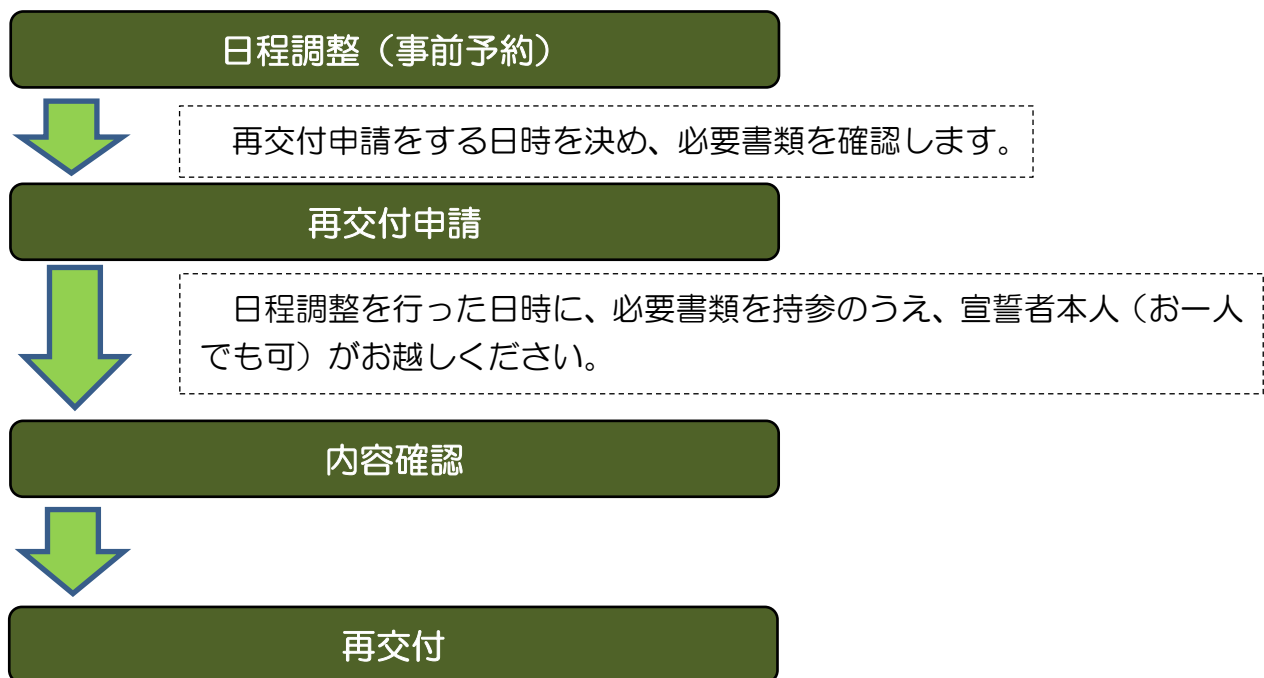 日程調整（事前予約）
再交付申請をする日時を決め、必要書類を確認します。
再交付申請
日程調整を行った日時に、必要書類を持参のうえ、宣誓者本人（お一人
でも可）がお越しください。
内容確認
再交付